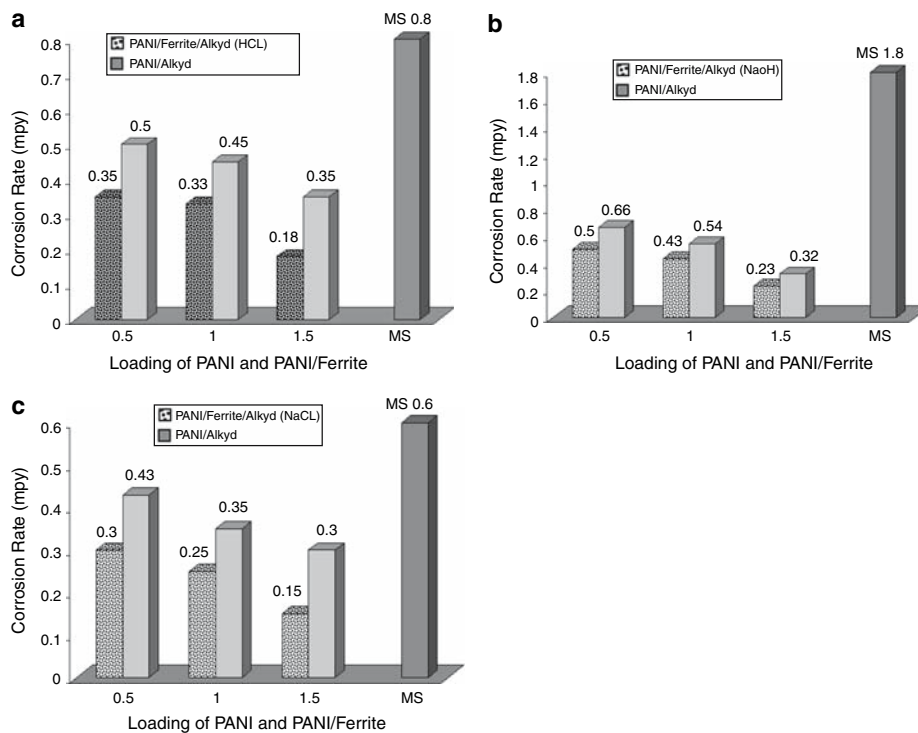 a
MS 0.8
PANI/Ferrite/Alkyd (HCL)
PANI/Alkyd
Corrosion Rate (mpy)
0.8
0.7
0.6
0.5
0.4
0.3
0.2
0.1
0
0.35
0.5
0.33
0.45
0.18
0.35
0.5 1 1.5 MS
Loading of PANI and PANI/Ferrite
b
MS 1.8
PANI/Ferrite/Alkyd (NaoH)
PANI/Alkyd
Corrosion Rate (mpy)
1.8
1.6
1.4
1.2
1
0.8
0.6
0.4
0.2
0
0.5
0.66
0.43
0.54
0.23
0.32
0.5 1 1.5 MS
Loading of PANI and PANI/Ferrite
c
MS 0.6
PANI/Ferrite/Alkyd (NaCL)
PANI/Alkyd
Corrosion Rate (mpy)
0.6
0.5
0.4
0.3
0.2
0.1
0
0.3
0.43
0.25
0.35
0.15
0.3
0.5 1 1.5 MS
Loading of PANI and PANI/Ferrite